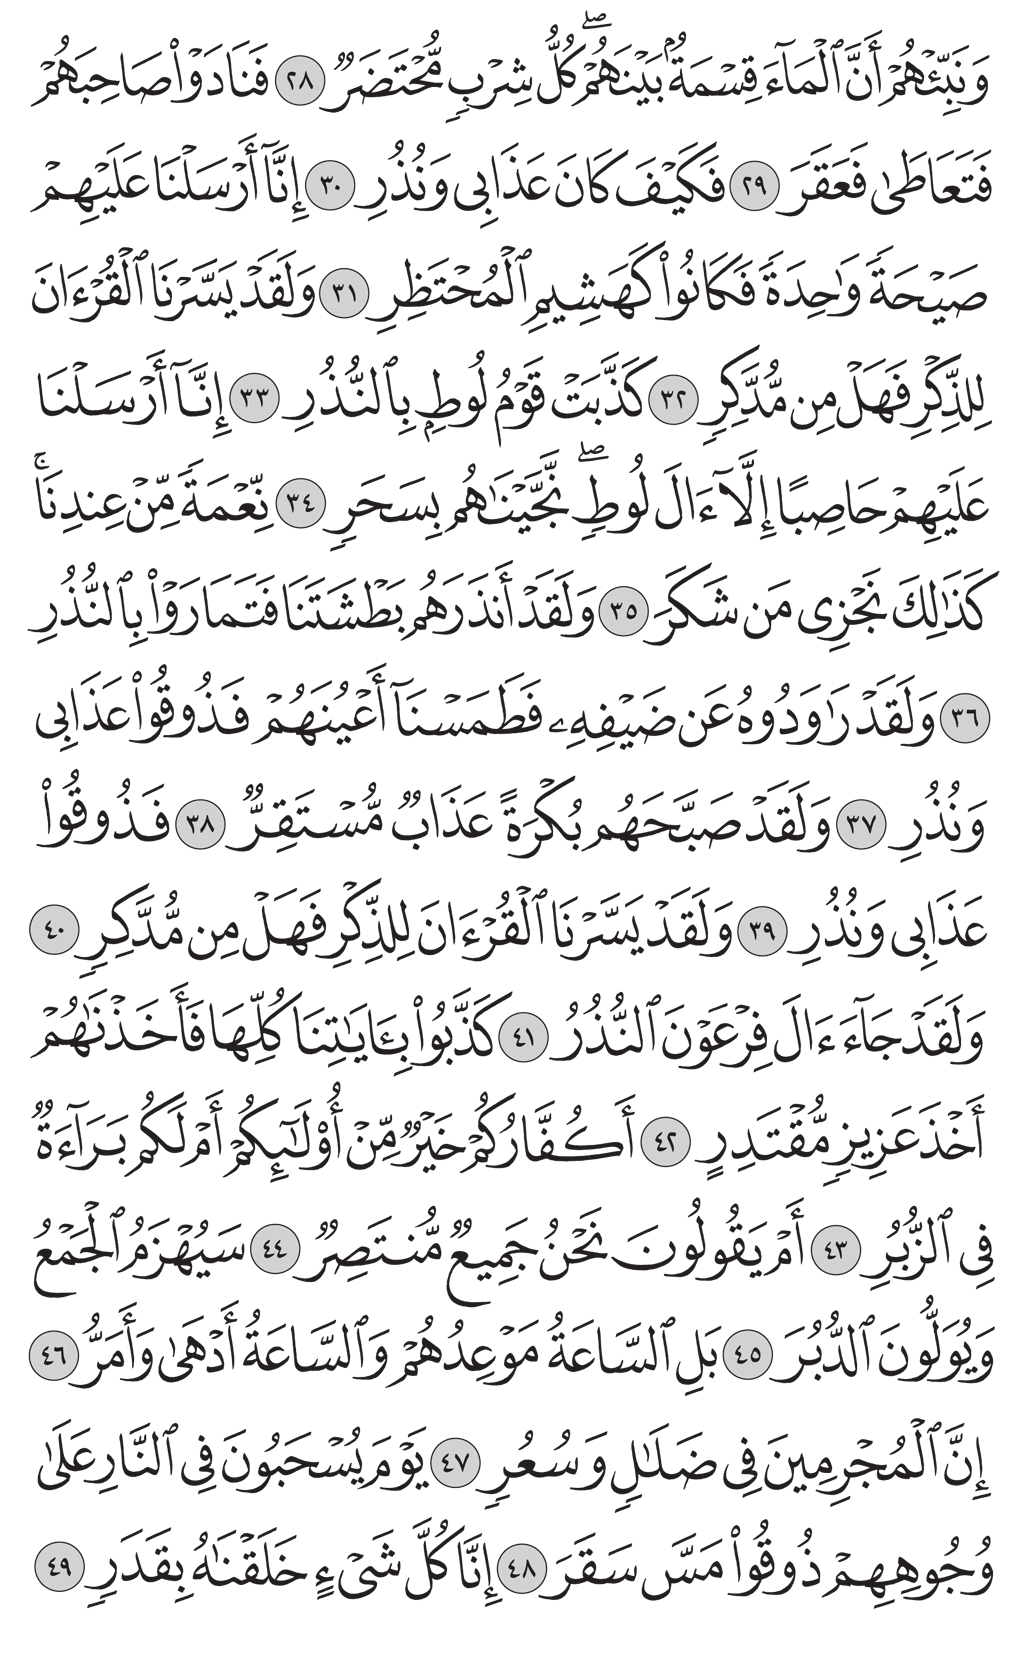 وَنَبِّئۡهُمۡ أَنَّ ٱلۡمَآءَ قِسۡمَةُۢ بَيۡنَهُمۡۖ كُلُّ شِرۡبٖ مُّحۡتَضَرٞ ٢٨ فَنَادَوۡاْ صَاحِبَهُمۡ
فَتَعَاطَىٰ فَعَقَرَ ٢٩ فَكَيۡفَ كَانَ عَذَابِي وَنُذُرِ ٣٠ إِنَّآ أَرۡسَلۡنَا عَلَيۡهِمۡ
صَيۡحَةٗ وَٰحِدَةٗ فَكَانُواْ كَهَشِيمِ ٱلۡمُحۡتَظِرِ ٣١ وَلَقَدۡ يَسَّرۡنَا ٱلۡقُرۡءَانَ
لِلذِّكۡرِ فَهَلۡ مِن مُّدَّكِرٖ ٣٢ كَذَّبَتۡ قَوۡمُ لُوطِۭ بِٱلنُّذُرِ ٣٣ إِنَّآ أَرۡسَلۡنَا
عَلَيۡهِمۡ حَاصِبًا إِلَّآ ءَالَ لُوطٖۖ نَّجَّيۡنَٰهُم بِسَحَرٖ ٣٤ نِّعۡمَةٗ مِّنۡ عِندِنَاۚ
كَذَٰلِكَ نَجۡزِي مَن شَكَرَ ٣٥ وَلَقَدۡ أَنذَرَهُم بَطۡشَتَنَا فَتَمَارَوۡاْ بِٱلنُّذُرِ
٣٦ وَلَقَدۡ رَٰوَدُوهُ عَن ضَيۡفِهِۦ فَطَمَسۡنَآ أَعۡيُنَهُمۡ فَذُوقُواْ عَذَابِي
وَنُذُرِ ٣٧ وَلَقَدۡ صَبَّحَهُم بُكۡرَةً عَذَابٞ مُّسۡتَقِرّٞ ٣٨ فَذُوقُواْ
عَذَابِي وَنُذُرِ ٣٩ وَلَقَدۡ يَسَّرۡنَا ٱلۡقُرۡءَانَ لِلذِّكۡرِ فَهَلۡ مِن مُّدَّكِرٖ ٤٠
وَلَقَدۡ جَآءَ ءَالَ فِرۡعَوۡنَ ٱلنُّذُرُ ٤١ كَذَّبُواْ بِـَٔايَٰتِنَا كُلِّهَا فَأَخَذۡنَٰهُمۡ
أَخۡذَ عَزِيزٖ مُّقۡتَدِرٍ ٤٢ أَكُفَّارُكُمۡ خَيۡرٞ مِّنۡ أُوْلَٰٓئِكُمۡ أَمۡ لَكُم بَرَآءَةٞ
فِي ٱلزُّبُرِ ٤٣ أَمۡ يَقُولُونَ نَحۡنُ جَمِيعٞ مُّنتَصِرٞ ٤٤ سَيُهۡزَمُ ٱلۡجَمۡعُ
وَيُوَلُّونَ ٱلدُّبُرَ ٤٥ بَلِ ٱلسَّاعَةُ مَوۡعِدُهُمۡ وَٱلسَّاعَةُ أَدۡهَىٰ وَأَمَرُّ ٤٦
إِنَّ ٱلۡمُجۡرِمِينَ فِي ضَلَٰلٖ وَسُعُرٖ ٤٧ يَوۡمَ يُسۡحَبُونَ فِي ٱلنَّارِ عَلَىٰ
وُجُوهِهِمۡ ذُوقُواْ مَسَّ سَقَرَ ٤٨ إِنَّا كُلَّ شَيۡءٍ خَلَقۡنَٰهُ بِقَدَرٖ ٤٩